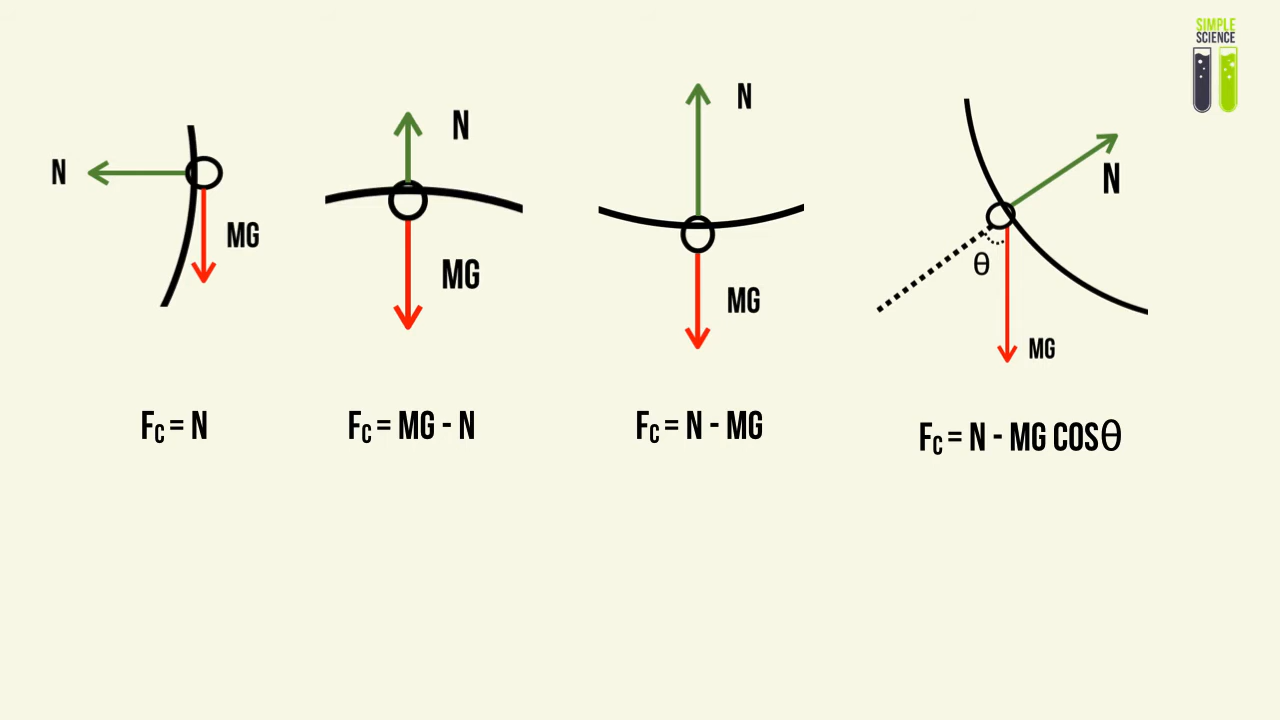 SIMPLE
SCIENCE
N
MG
N
MG
N
MG
N
θ
MG
FC = N
FC = MG - N
FC = N - MG
FC = N - MG COSθ